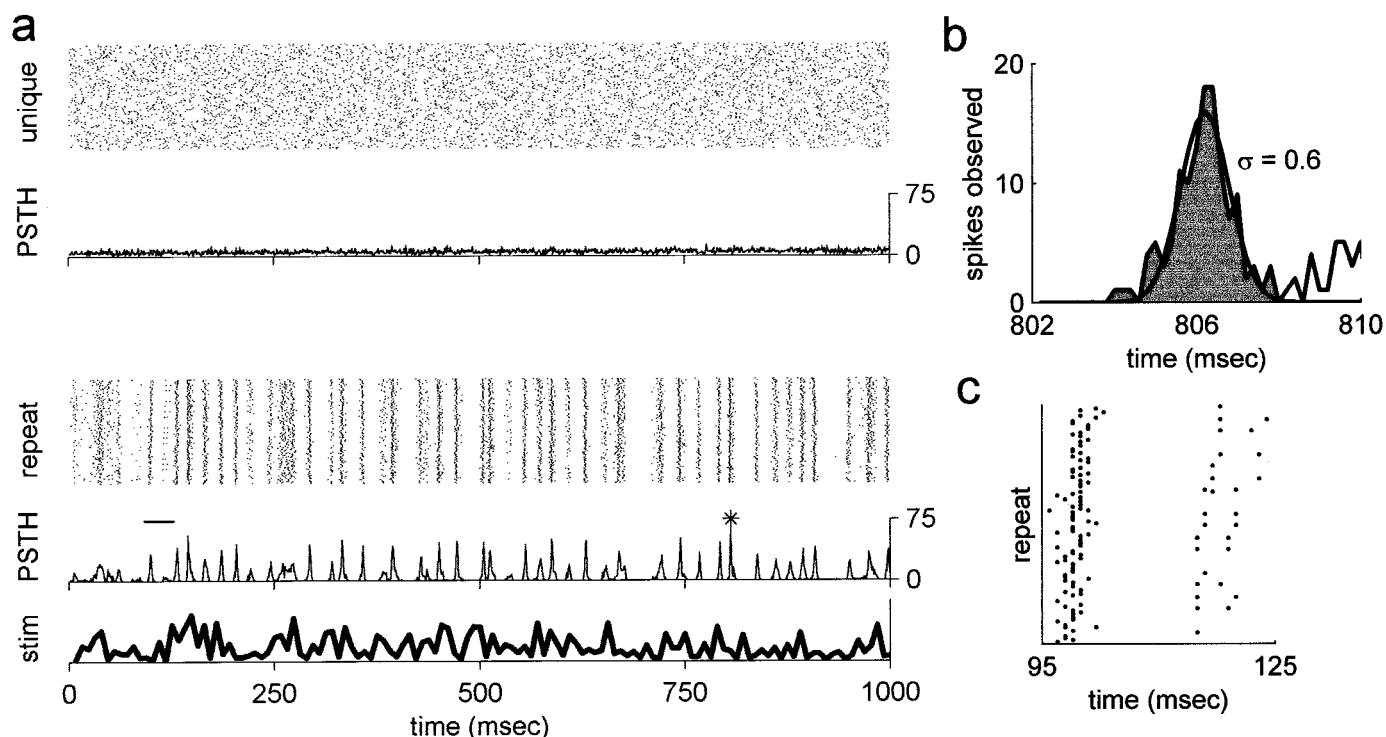 a
unique
PSTH
75
0
repeat
PSTH
75
0
stim
0 250 500 750 1000
time (msec)
b
spikes observed
20
10
0
σ = 0.6
802 806 810
time (msec)
c
repeat
95 125
time (msec)